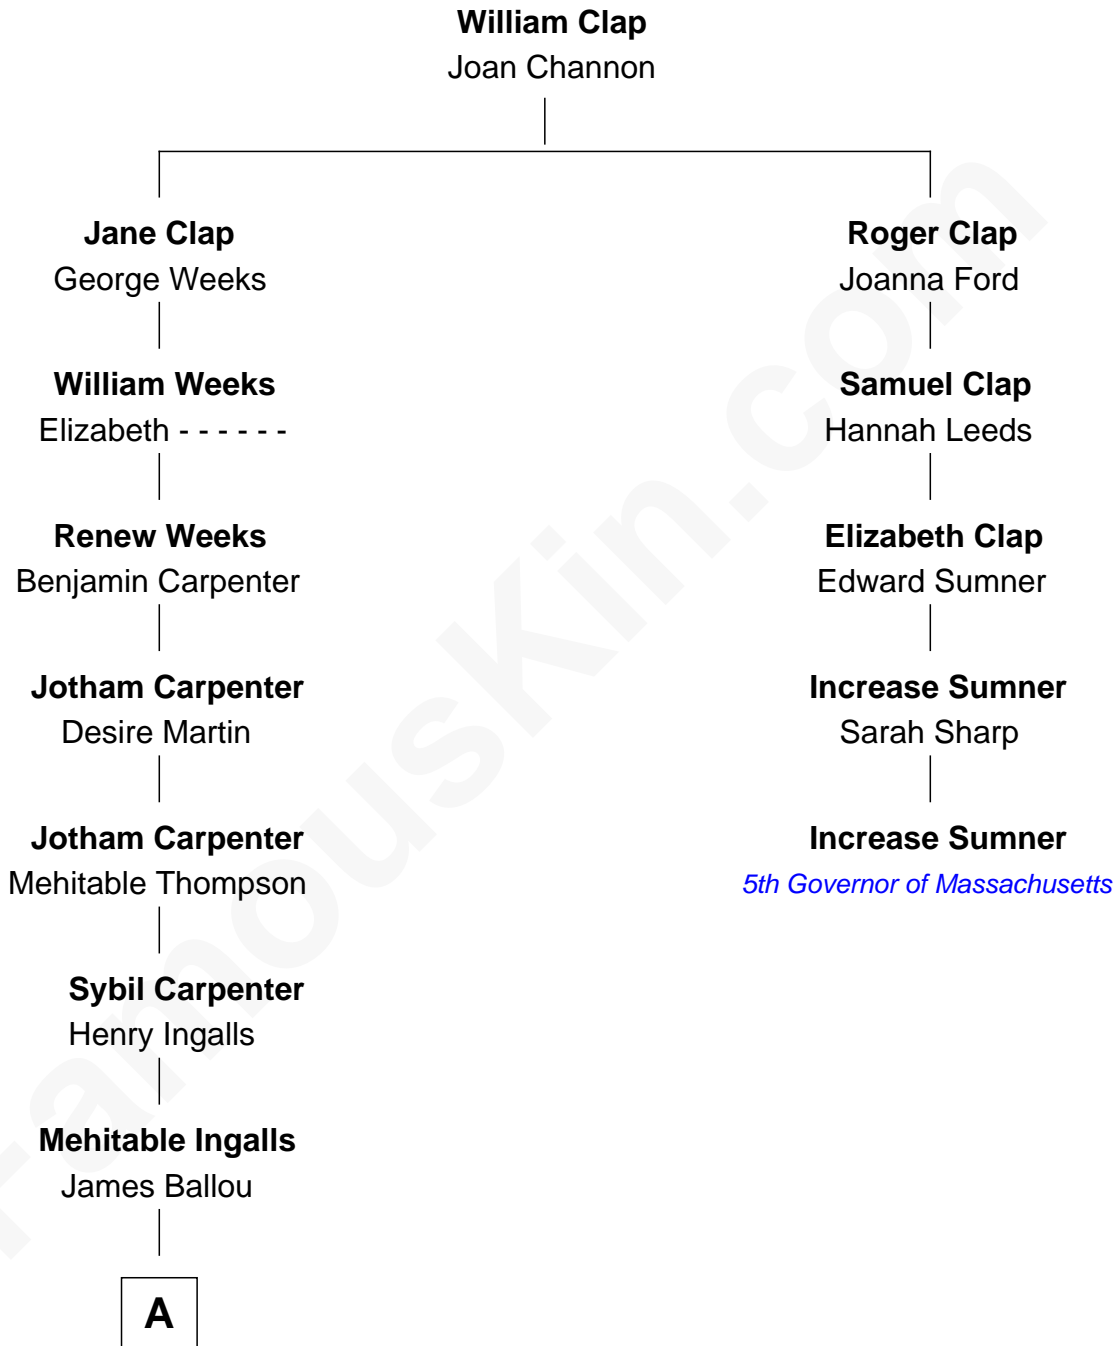 William Clap
Joan Channon
Jane Clap
George Weeks
William Weeks
Elizabeth - - - - - -
Renew Weeks
Benjamin Carpenter
Jotham Carpenter
Desire Martin
Jotham Carpenter
Mehitable Thompson
Sybil Carpenter
Henry Ingalls
Mehitable Ingalls
James Ballou
A
Roger Clap
Joanna Ford
Samuel Clap
Hannah Leeds
Elizabeth Clap
Edward Sumner
Increase Sumner
Sarah Sharp
Increase Sumner
5th Governor of Massachusetts
FamousKin.com